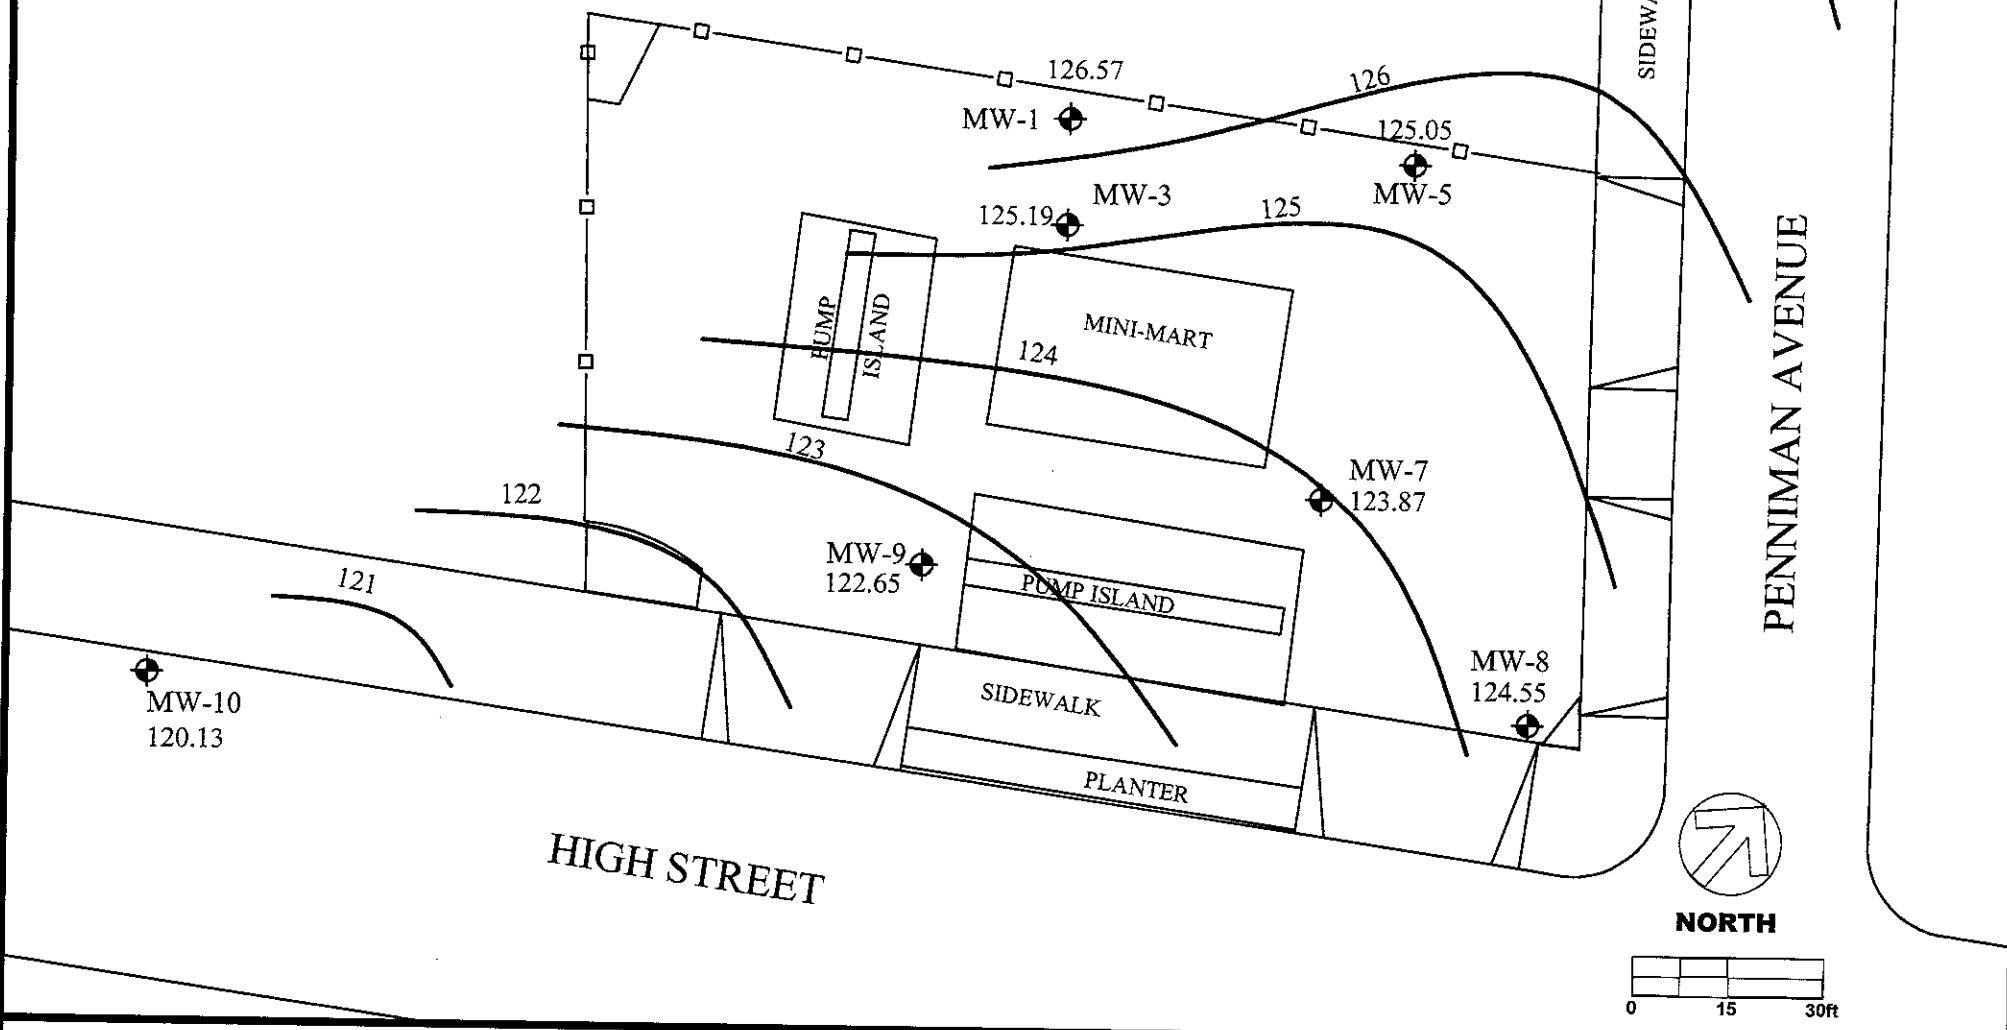 SIDEWA
126.57
126
MW-1
125.05
MW-3
MW-5
125.19
125
PUMP
ISLAND
MINI-MART
124
PENNIMAN AVENUE
123
MW-7
123.87
122
MW-9
122.65
121
PUMP ISLAND
MW-8
124.55
MW-10
120.13
SIDEWALK
PLANTER
HIGH STREET
NORTH
0 15 30ft